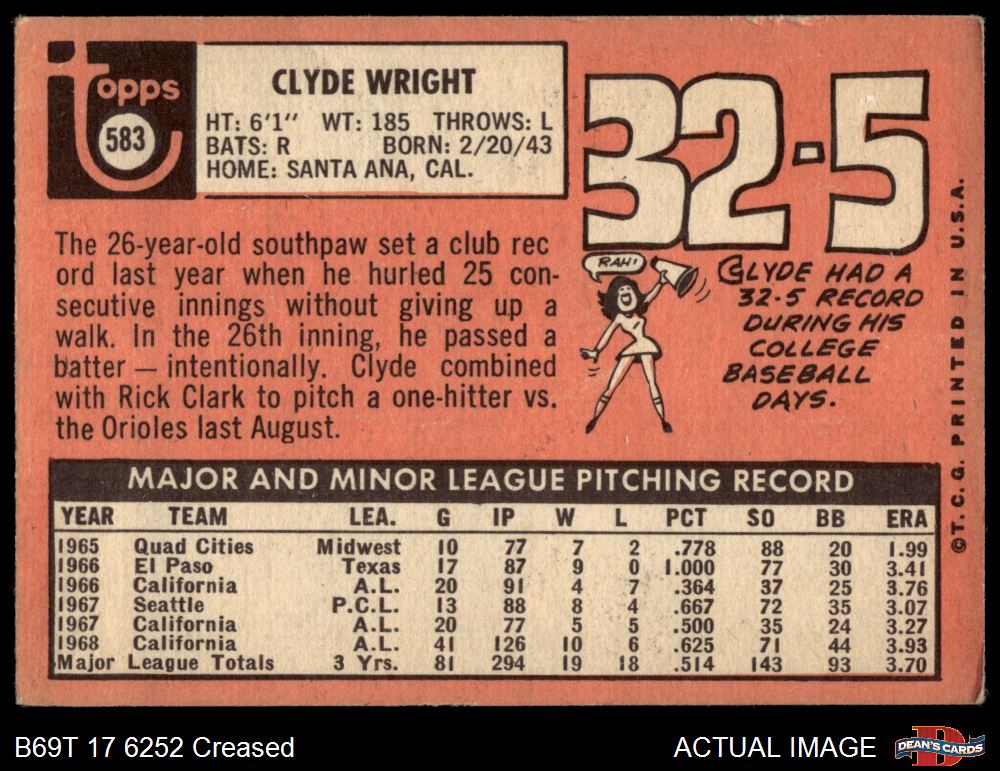 Topps
583
CLYDE WRIGHT
HT: 6'1" WT: 185 THROWS: L
BATS: R BORN: 2/20/43
HOME: SANTA ANA, CAL.
32-5
The 26-year-old southpaw set a club rec
ord last year when he hurled 25 con-
secutive innings without giving up a
walk. In the 26th inning, he passed a
batter — intentionally. Clyde combined
with Rick Clark to pitch a one-hitter vs.
the Orioles last August.
RAH!
CLYDE HAD A
32-5 RECORD
DURING HIS
COLLEGE
BASEBALL
DAYS.
©T.C.G. PRINTED IN U.S.A.
MAJOR AND MINOR LEAGUE PITCHING RECORD
YEAR TEAM LEA. G IP W L PCT SO BB ERA
1965 Quad Cities Midwest 10 77 7 2 .778 88 20 1.99
1966 El Paso Texas 17 87 9 0 1.000 77 30 3.41
1966 California A.L. 20 91 4 7 .364 37 25 3.76
1967 Seattle P.C.L. 13 88 8 4 .667 72 35 3.07
1967 California A.L. 20 77 5 5 .500 35 24 3.27
1968 California A.L. 41 126 10 6 .625 71 44 3.93
Major League Totals 3 Yrs. 81 294 19 18 .514 143 93 3.70
B69T 17 6252 Creased
ACTUAL IMAGE
DEAN'S CARDS